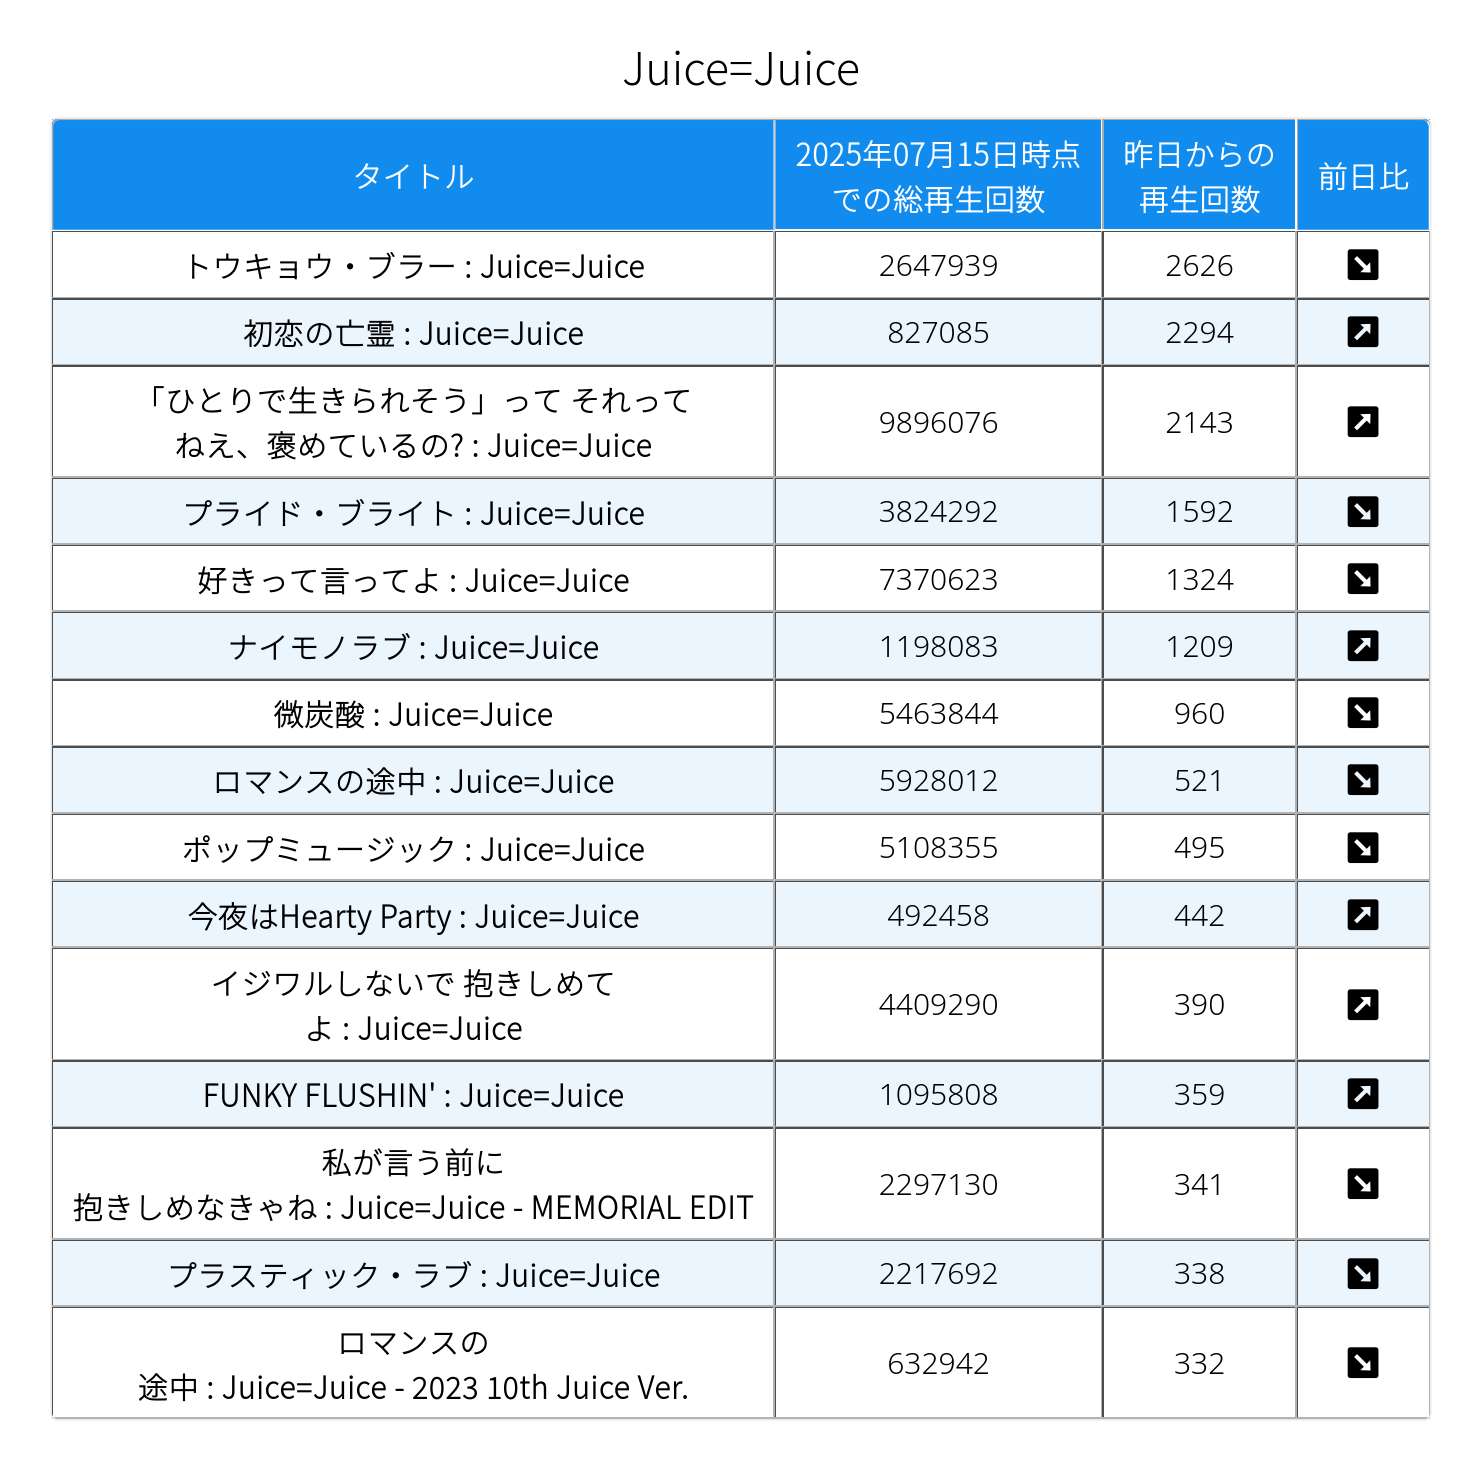 Juice=Juice
タイトル
2025年07月15日時点
での総再生回数
昨日からの
再生回数
前日比
トウキョウ・ブラー : Juice=Juice
2647939
2626
初恋の亡霊 : Juice=Juice
827085
2294
「ひとりで生きられそう」って それって
ねえ、褒めているの? : Juice=Juice
9896076
2143
プライド・ブライト : Juice=Juice
3824292
1592
好きって言ってよ : Juice=Juice
7370623
1324
ナイモノラブ : Juice=Juice
1198083
1209
微炭酸 : Juice=Juice
5463844
960
ロマンスの途中 : Juice=Juice
5928012
521
ポップミュージック : Juice=Juice
5108355
495
今夜はHearty Party : Juice=Juice
492458
442
イジワルしないで 抱きしめて
よ : Juice=Juice
4409290
390
FUNKY FLUSHIN' : Juice=Juice
1095808
359
私が言う前に
抱きしめなきゃね : Juice=Juice - MEMORIAL EDIT
2297130
341
プラスティック・ラブ : Juice=Juice
2217692
338
ロマンスの
途中 : Juice=Juice - 2023 10th Juice Ver.
632942
332